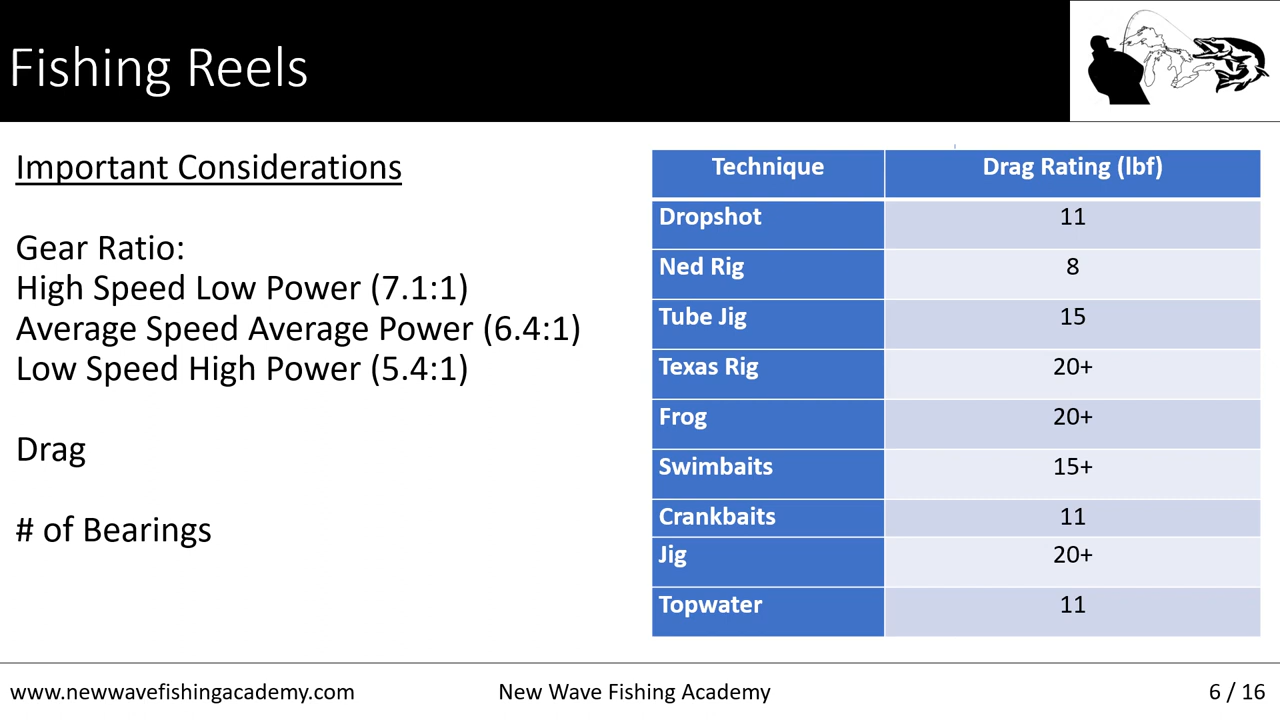 Fishing Reels
Important Considerations
Gear Ratio:
High Speed Low Power (7.1:1)
Average Speed Average Power (6.4:1)
Low Speed High Power (5.4:1)
Drag
# of Bearings
Technique Drag Rating (lbf)
Dropshot 11
Ned Rig 8
Tube Jig 15
Texas Rig 20+
Frog 20+
Swimbaits 15+
Crankbaits 11
Jig 20+
Topwater 11
www.newwavefishingacademy.com New Wave Fishing Academy 6 / 16